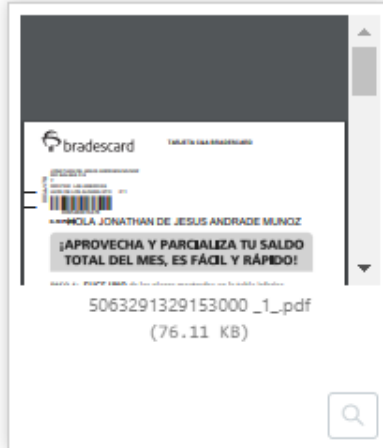 bradescard
TARJETA C&A BRADESCARD
HOLA JONATHAN DE JESUS ANDRADE MUNOZ
¡APROVECHA Y PARCIALIZA TU SALDO
TOTAL DEL MES, ES FÁCIL Y RÁPIDO!
5063291329153000 _1_.pdf
(76.11 KB)